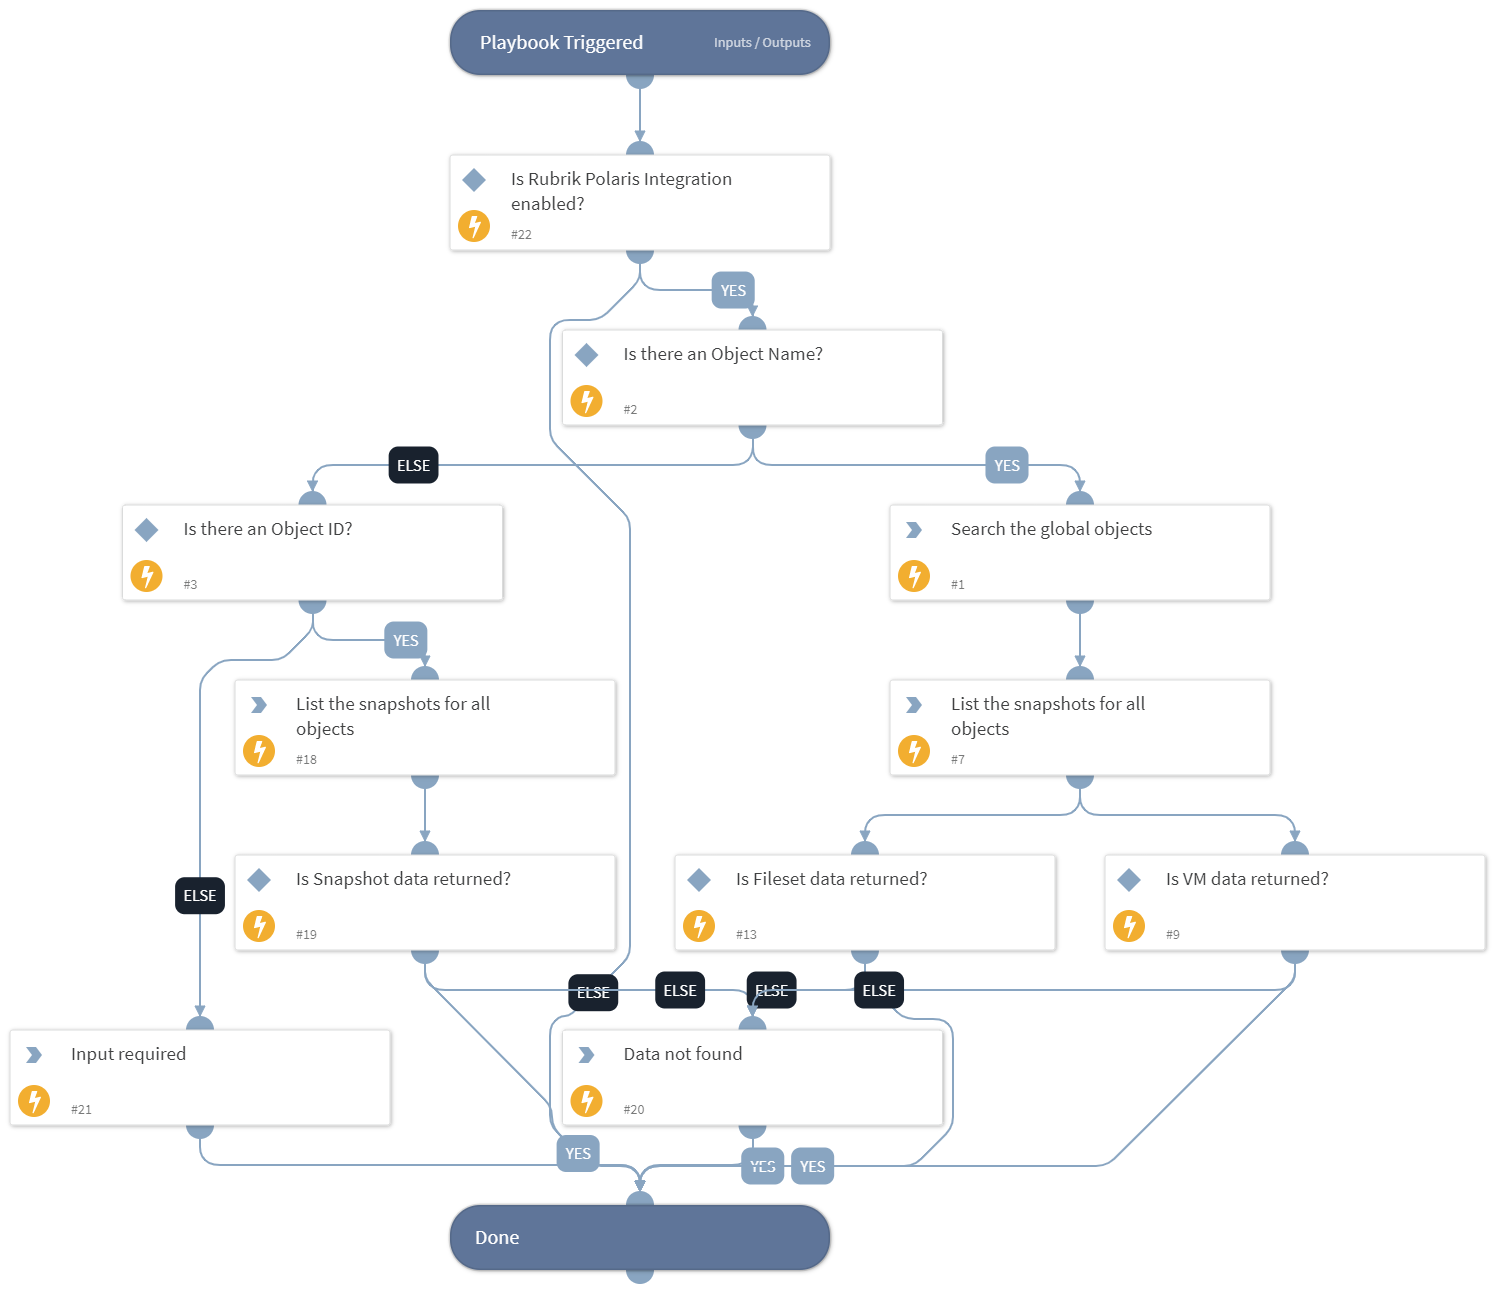 Playbook Triggered
Inputs / Outputs
Is Rubrik Polaris Integration
enabled?
#22
YES
Is there an Object Name?
#2
ELSE
YES
Is there an Object ID?
#3
Search the global objects
#1
YES
List the snapshots for all
objects
#18
List the snapshots for all
objects
#7
ELSE
Is Snapshot data returned?
#19
Is Fileset data returned?
#13
Is VM data returned?
#9
ELSE
ELSE
ELSE
ELSE
Input required
#21
Data not found
#20
YES
YES
YES
Done